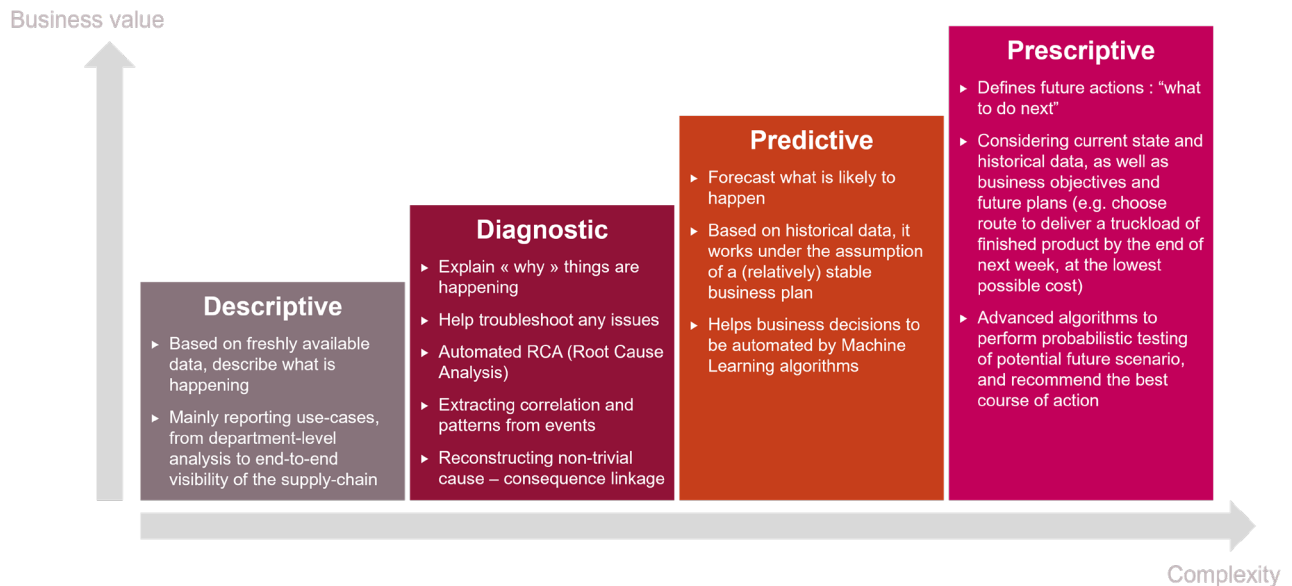 Business value
Descriptive
► Based on freshly available
data, describe what is
happening
► Mainly reporting use-cases,
from department-level
analysis to end-to-end
visibility of the supply-chain
Diagnostic
► Explain « why » things are
happening
► Help troubleshoot any issues
► Automated RCA (Root Cause
Analysis)
► Extracting correlation and
patterns from events
► Reconstructing non-trivial
cause – consequence linkage
Predictive
► Forecast what is likely to
happen
► Based on historical data, it
works under the assumption
of a (relatively) stable
business plan
► Helps business decisions to
be automated by Machine
Learning algorithms
Prescriptive
► Defines future actions : “what
to do next”
► Considering current state and
historical data, as well as
business objectives and
future plans (e.g. choose
route to deliver a truckload of
finished product by the end of
next week, at the lowest
possible cost)
► Advanced algorithms to
perform probabilistic testing
of potential future scenario,
and recommend the best
course of action
Complexity